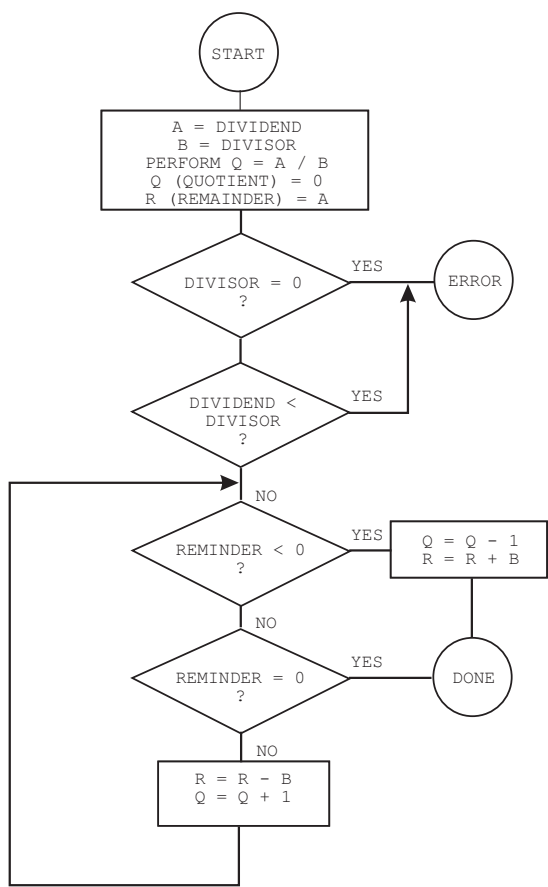 START
A = DIVIDEND
B = DIVISOR
PERFORM Q = A / B
Q (QUOTIENT) = 0
R (REMAINDER) = A
DIVISOR = 0
?
YES
ERROR
DIVIDEND <
DIVISOR
?
YES
NO
REMINDER < 0
?
YES
Q = Q - 1
R = R + B
NO
REMINDER = 0
?
YES
DONE
NO
R = R - B
Q = Q + 1